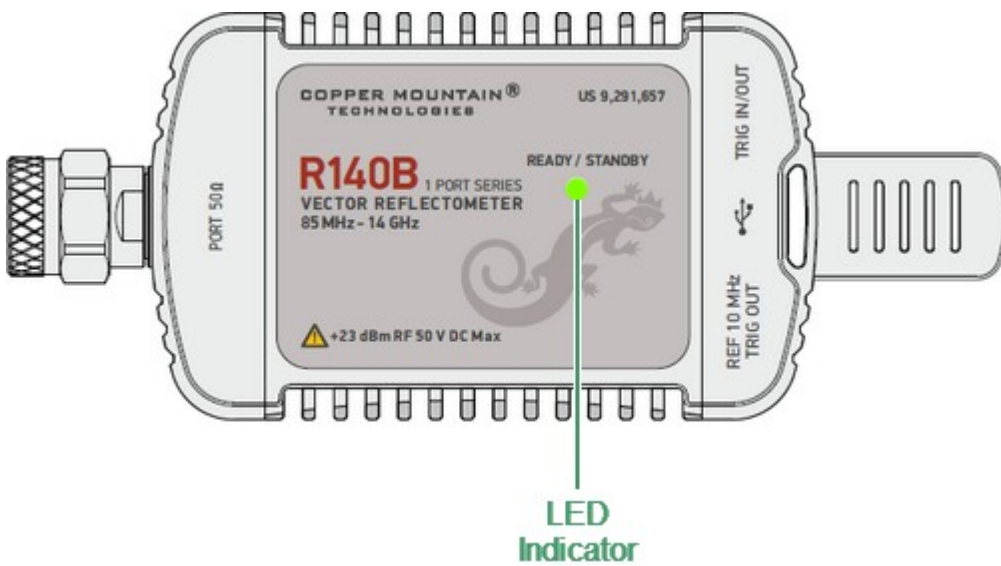 COPPER MOUNTAIN®
TECHNOLOGIES
US 9,291,657
READY / STANDBY
R140B 1 PORT SERIES
VECTOR REFLECTOMETER
85 MHz - 14 GHz
+23 dBm RF 50 V DC Max
PORT 50 Ω
TRIG IN/OUT
REF 10 MHz
TRIG OUT
LED
Indicator